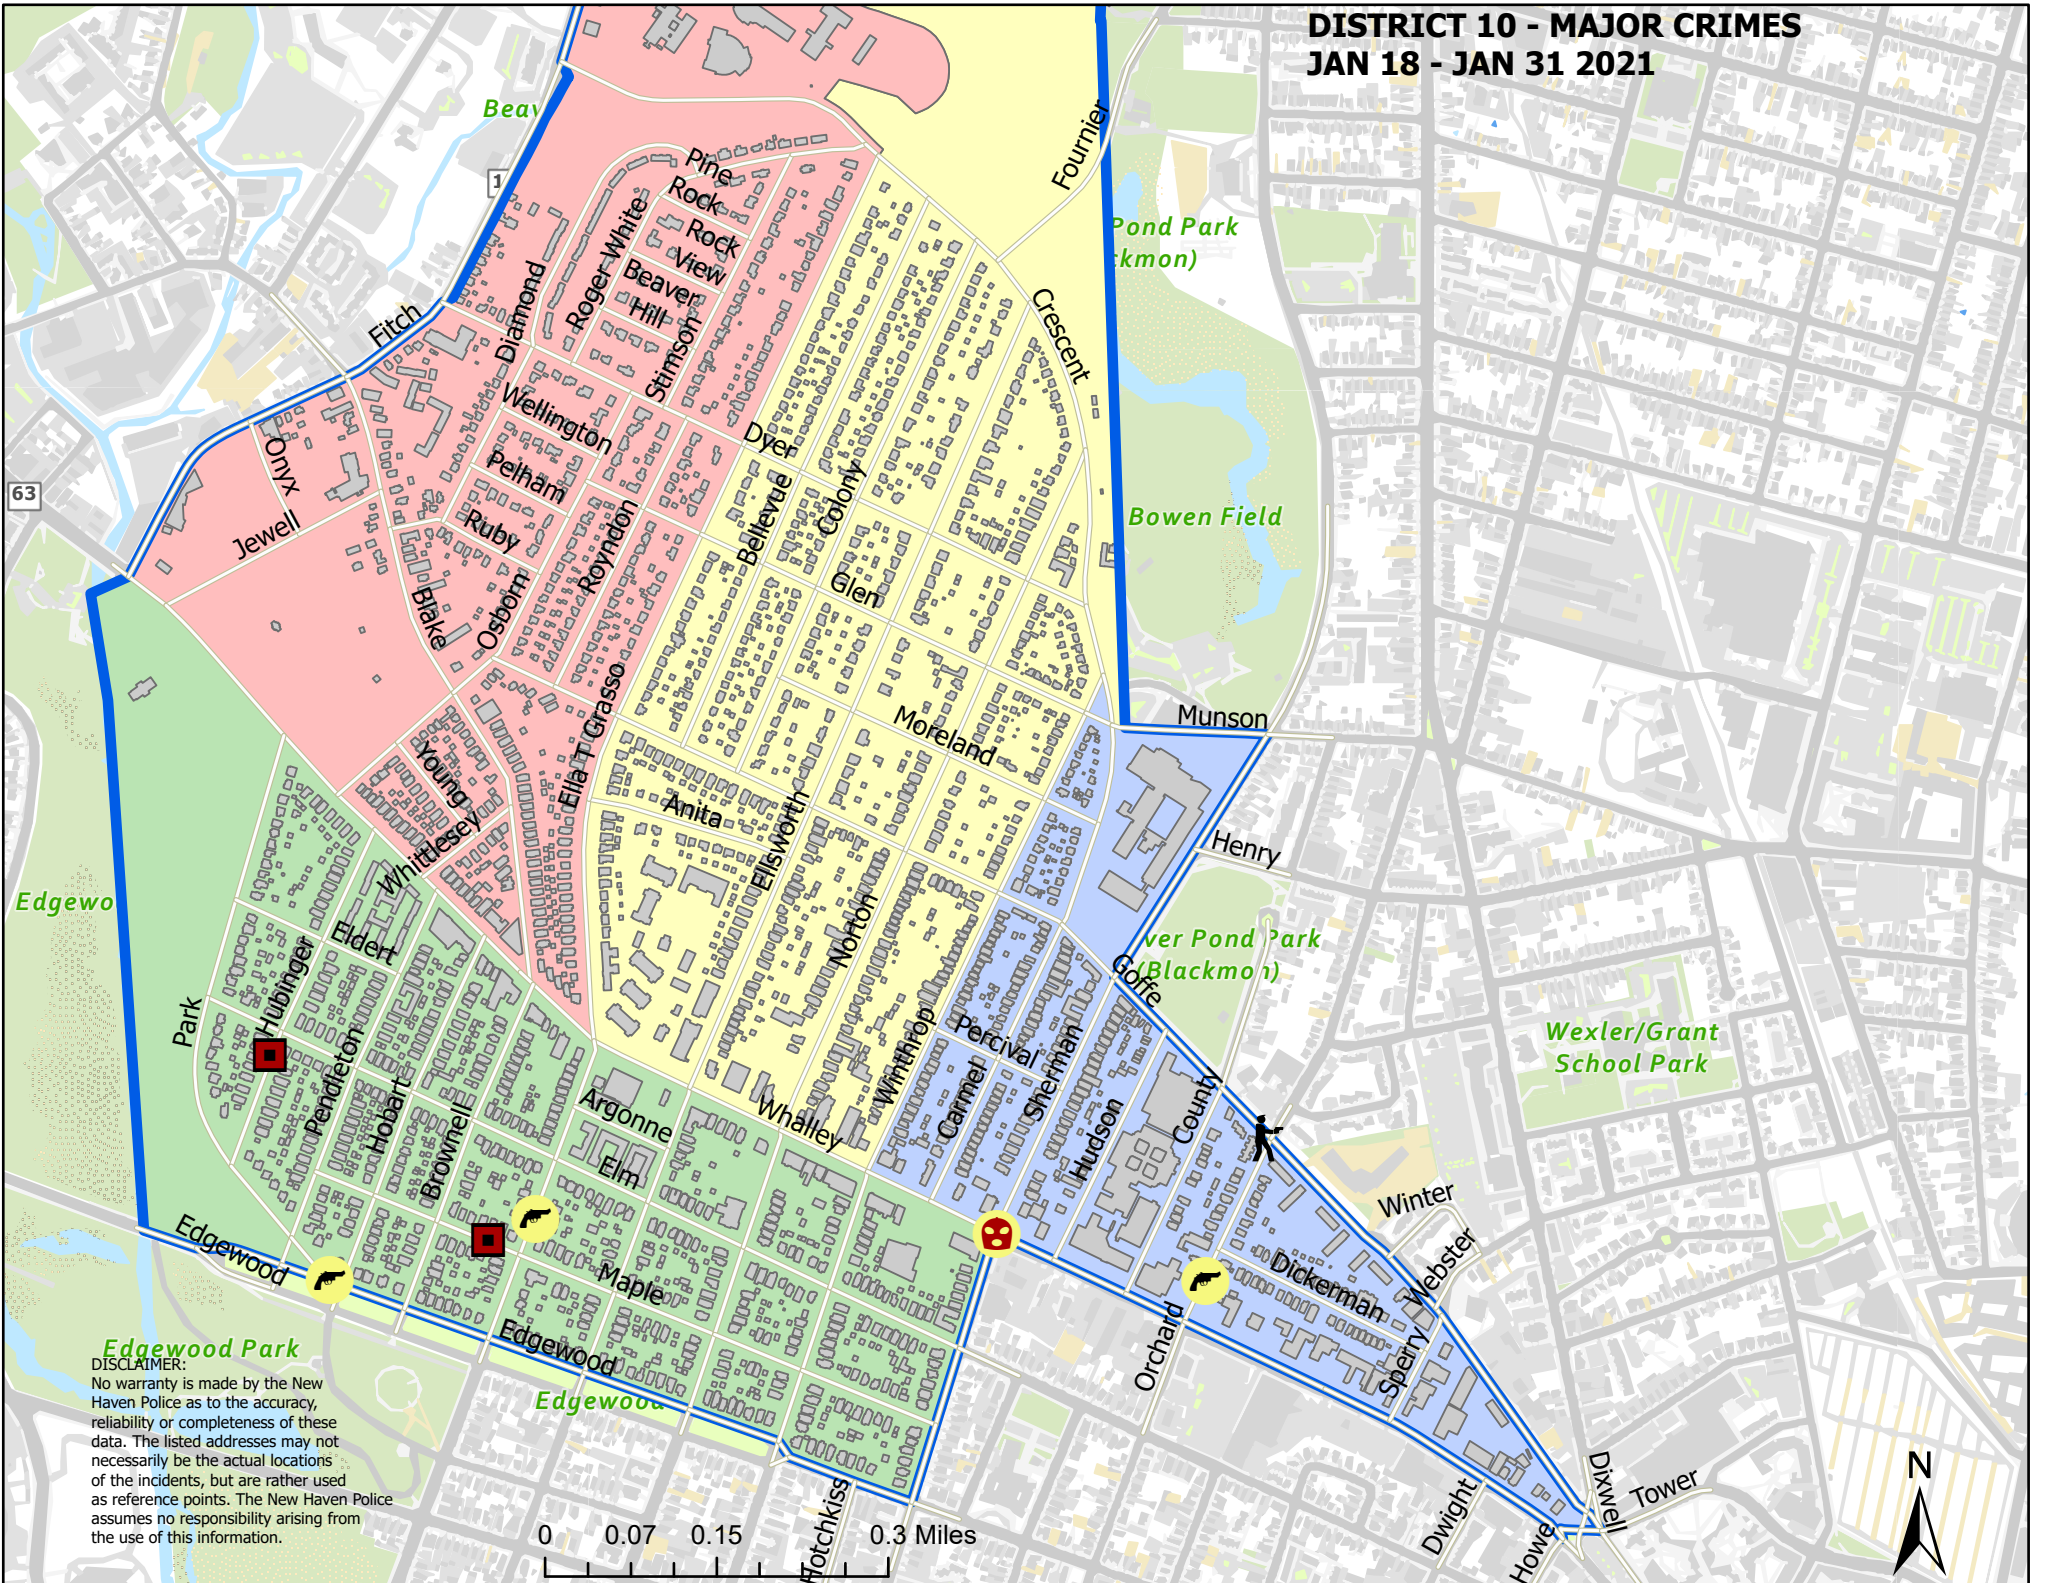 DISTRICT 10 - MAJOR CRIMES
JAN 18 - JAN 31 2021
Beav
Fournier
Pine
Rock
1
Roger White
Rock
View
Pond Park
ckmon)
Beaver
Hill
Diamond
Fitch
Stimson
Crescent
Wellington
Dyer
Onyx
Pelham
Bellevue
Colony
63
Ruby
Jewell
Royndon
Bowen Field
Glen
Blake
Osborn
Ella T Grasso
Moreland
Munson
Young
Anita
Ellsworth
Whittlesey
Henry
Edgewo
Eldert
Norton
Hubinger
ver Pond Park
(Blackmon)
Goffe
Park
Winthrop
Percival
Sherman
Wexler/Grant
School Park
Pendleton
Hobart
Argonne
Whalley
Carmel
Hudson
County
Brownell
Elm
Winter
Edgewood
Maple
Dickerman
Webster
Edgewood
Orchard
Sperry
Edgewood Park
Edgewood
DISCLAIMER:
No warranty is made by the New
Haven Police as to the accuracy,
reliability or completeness of these
data. The listed addresses may not
necessarily be the actual locations
of the incidents, but are rather used
as reference points. The New Haven Police
assumes no responsibility arising from
the use of this information.
Hotchkiss
Dwight
Howe
Dixwell
Tower
N
0 0.07 0.15 0.3 Miles